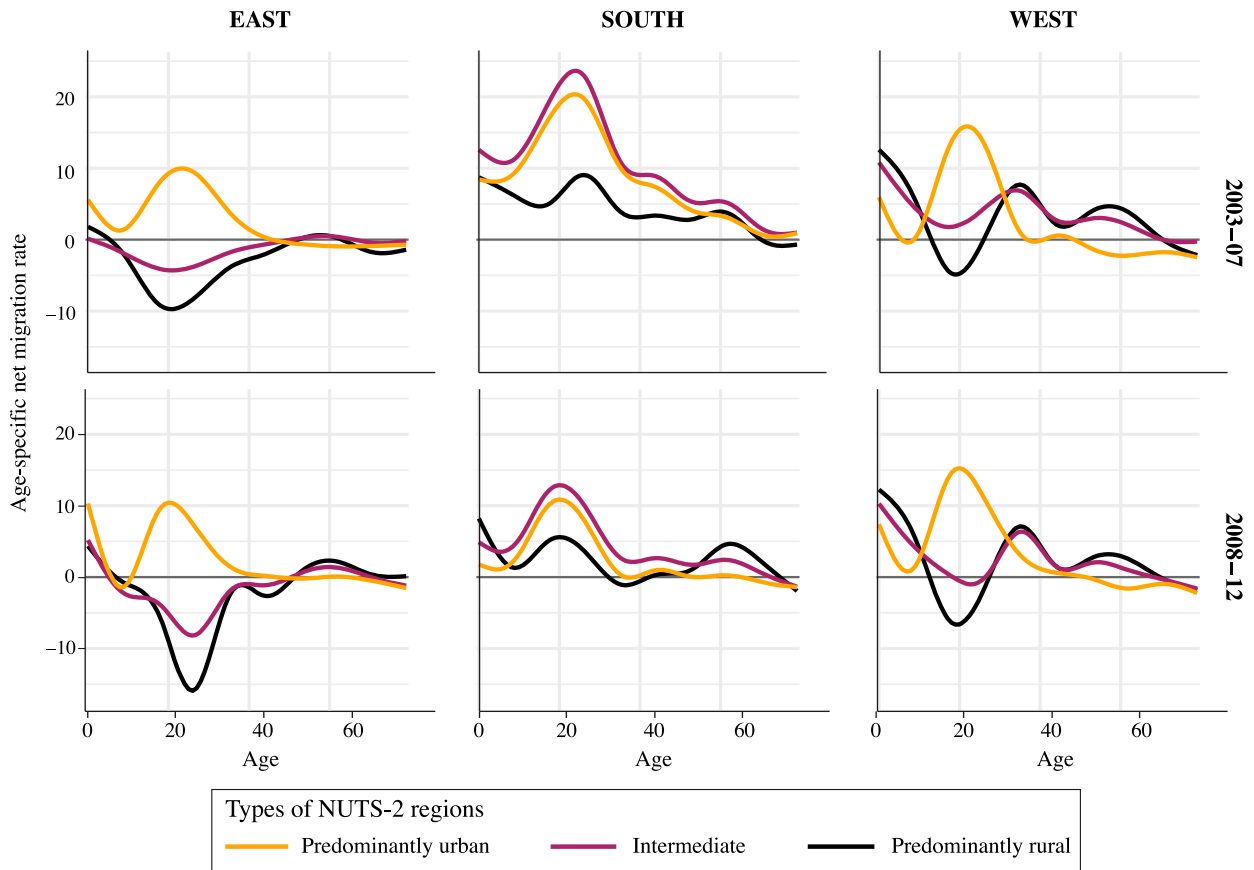 EAST SOUTH WEST
20
10
0
−10
2003−07
Age-specific net migration rate
20
10
0
−10
2008−12
0 20 40 60 0 20 40 60 0 20 40 60
Age Age Age
Types of NUTS-2 regions
Predominantly urban Intermediate Predominantly rural